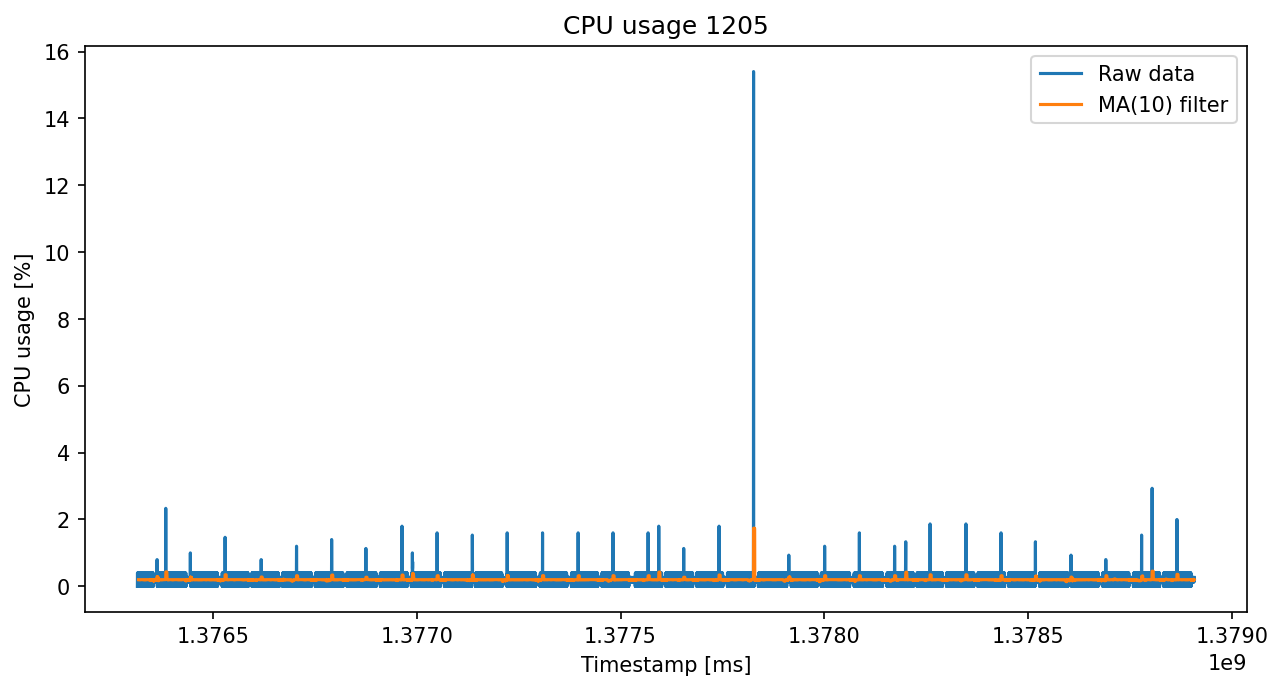 CPU usage 1205
Raw data
MA(10) filter
CPU usage [%]
16
14
12
10
8
6
4
2
0
1.3765 1.3770 1.3775 1.3780 1.3785 1.3790
1e9
Timestamp [ms]